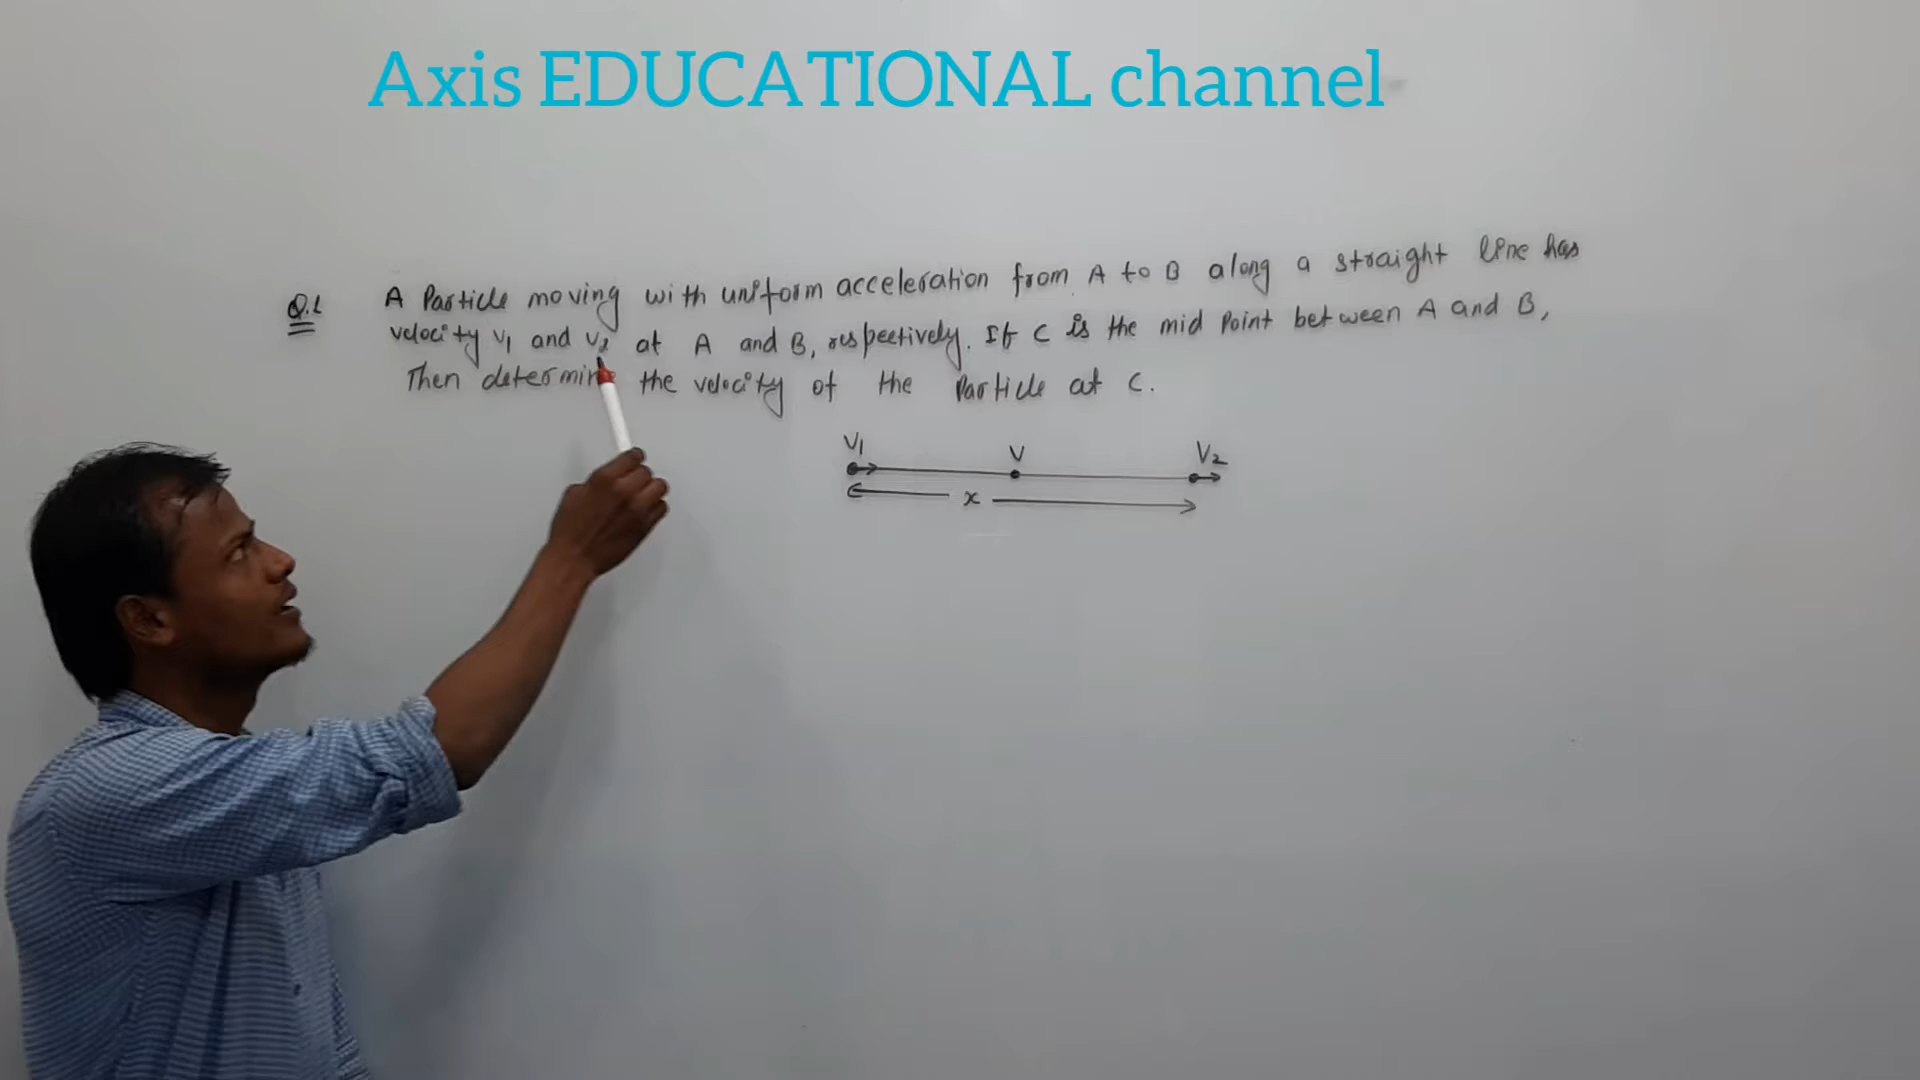 Axis EDUCATIONAL channel
Q.1 A Particle moving with uniform acceleration from A to B along a straight line has
velocity v1 and v2 at A and B, respectively. If C is the mid Point between A and B,
Then determine the velocity of the Particle at C.
V1 V V2
x